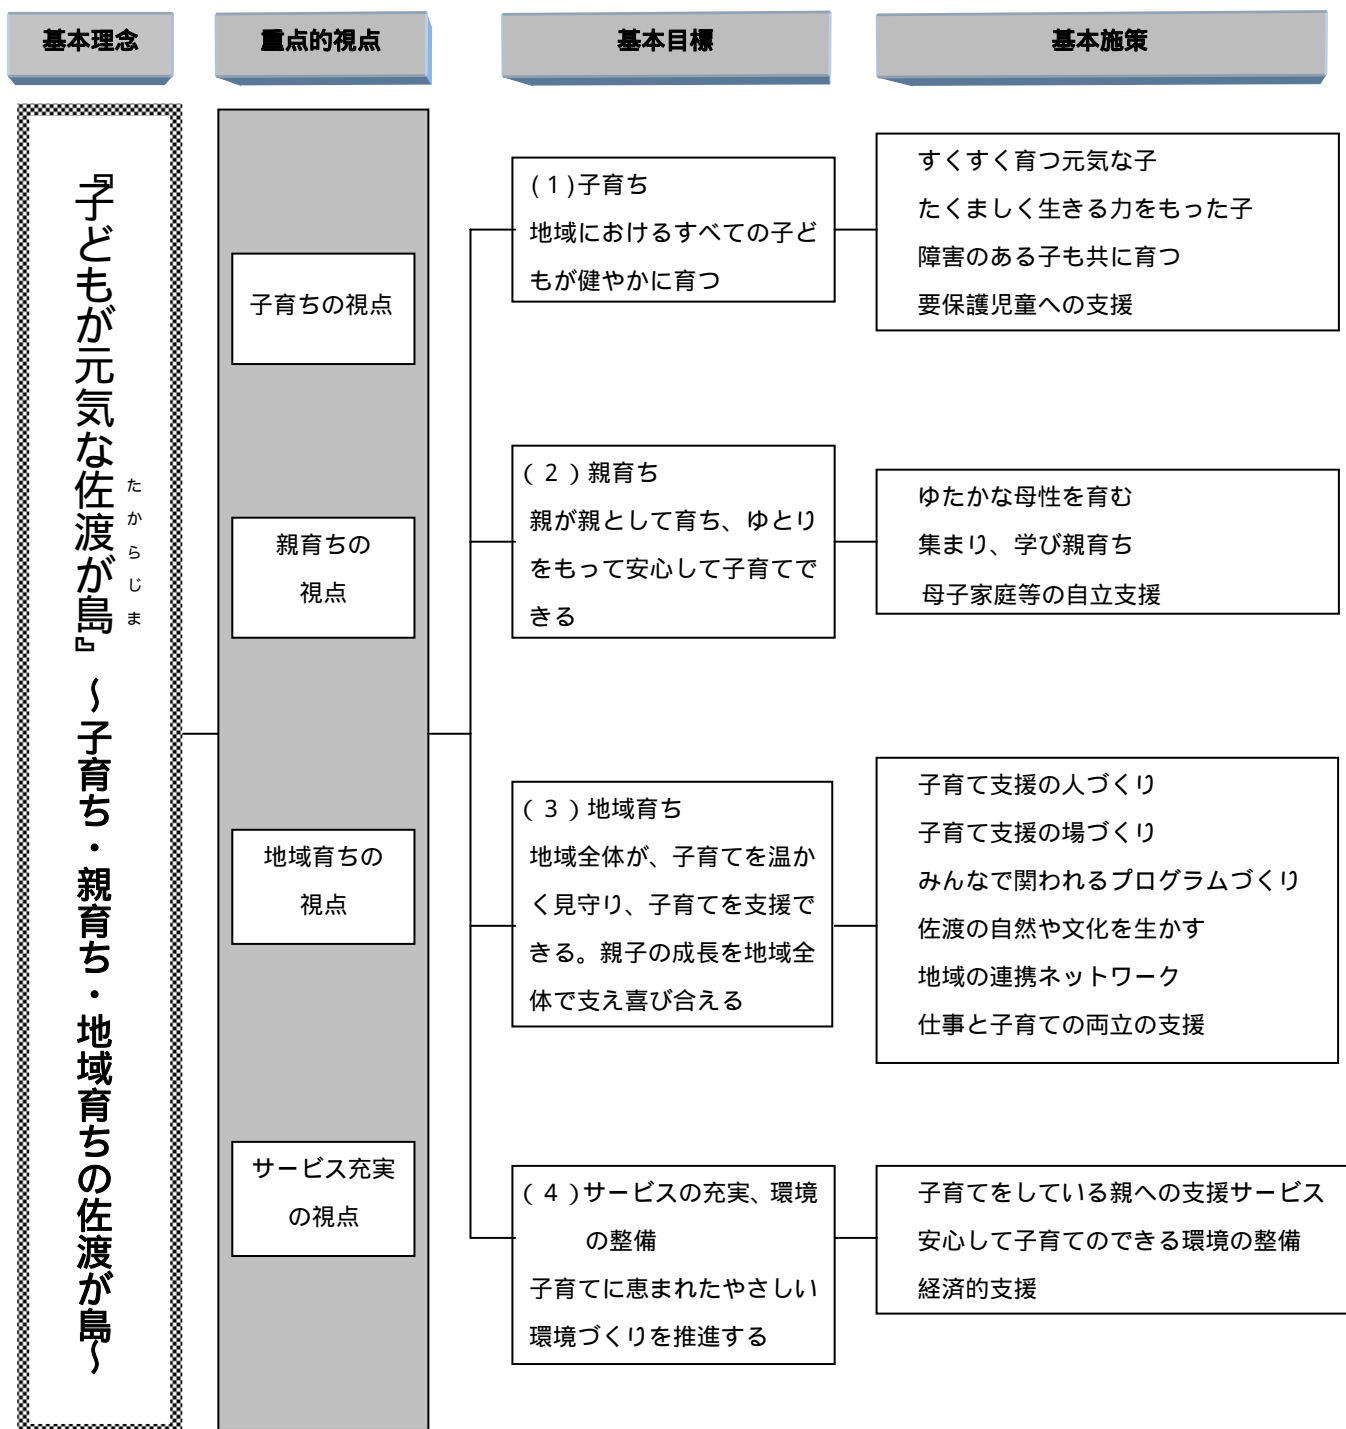 基本理念
重点的視点
基本目標
基本施策
『子どもが元気な佐渡が島』～子育ち・親育ち・地域育ちの佐渡が島～
たからじま
子育ちの視点
親育ちの
視点
地域育ちの
視点
サービス充実
の視点
(1)子育ち
地域におけるすべての子ど
もが健やかに育つ
(2)親育ち
親が親として育ち、ゆとり
をもって安心して子育てで
きる
(3)地域育ち
地域全体が、子育てを温か
く見守り、子育てを支援で
きる。親子の成長を地域全
体で支え喜び合える
(4)サービスの充実、環境
の整備
子育てに恵まれたやさしい
環境づくりを推進する
すくすく育つ元気な子
たくましく生きる力をもった子
障害のある子も共に育つ
要保護児童への支援
ゆたかな母性を育む
集まり、学び親育ち
母子家庭等の自立支援
子育て支援の人づくり
子育て支援の場づくり
みんなで関われるプログラムづくり
佐渡の自然や文化を生かす
地域の連携ネットワーク
仕事と子育ての両立の支援
子育てをしている親への支援サービス
安心して子育てのできる環境の整備
経済的支援